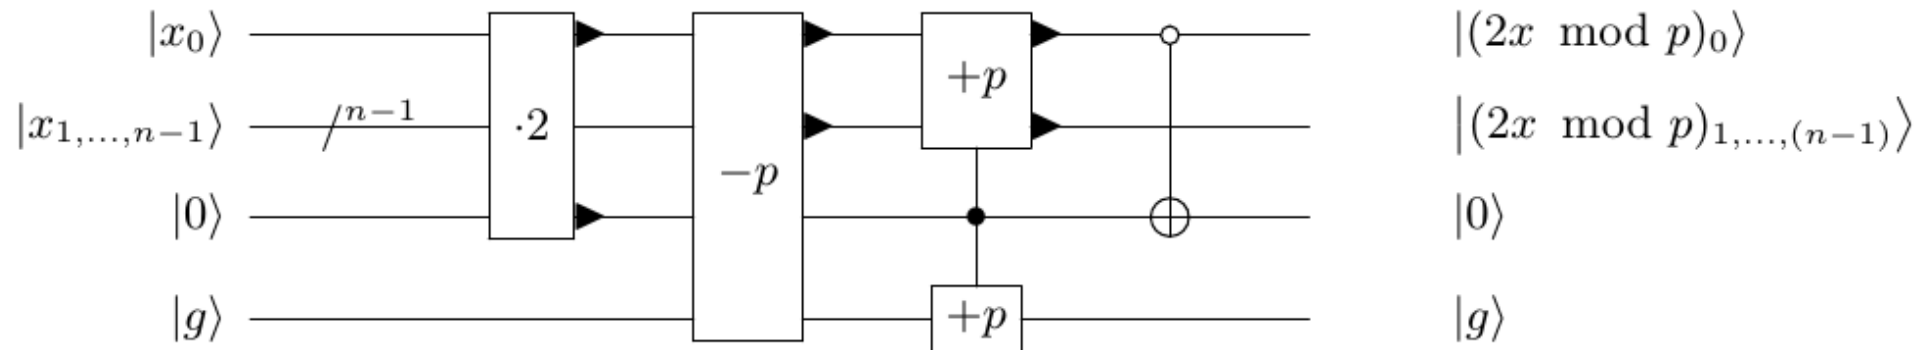 |x₀⟩ |(2x mod p)₀⟩
+p
|x₁,...,ₙ₋₁⟩ n−1 ·2 |(2x mod p)₁,...,₍ₙ₋₁₎⟩
−p
|0⟩ |0⟩
|g⟩ +p |g⟩